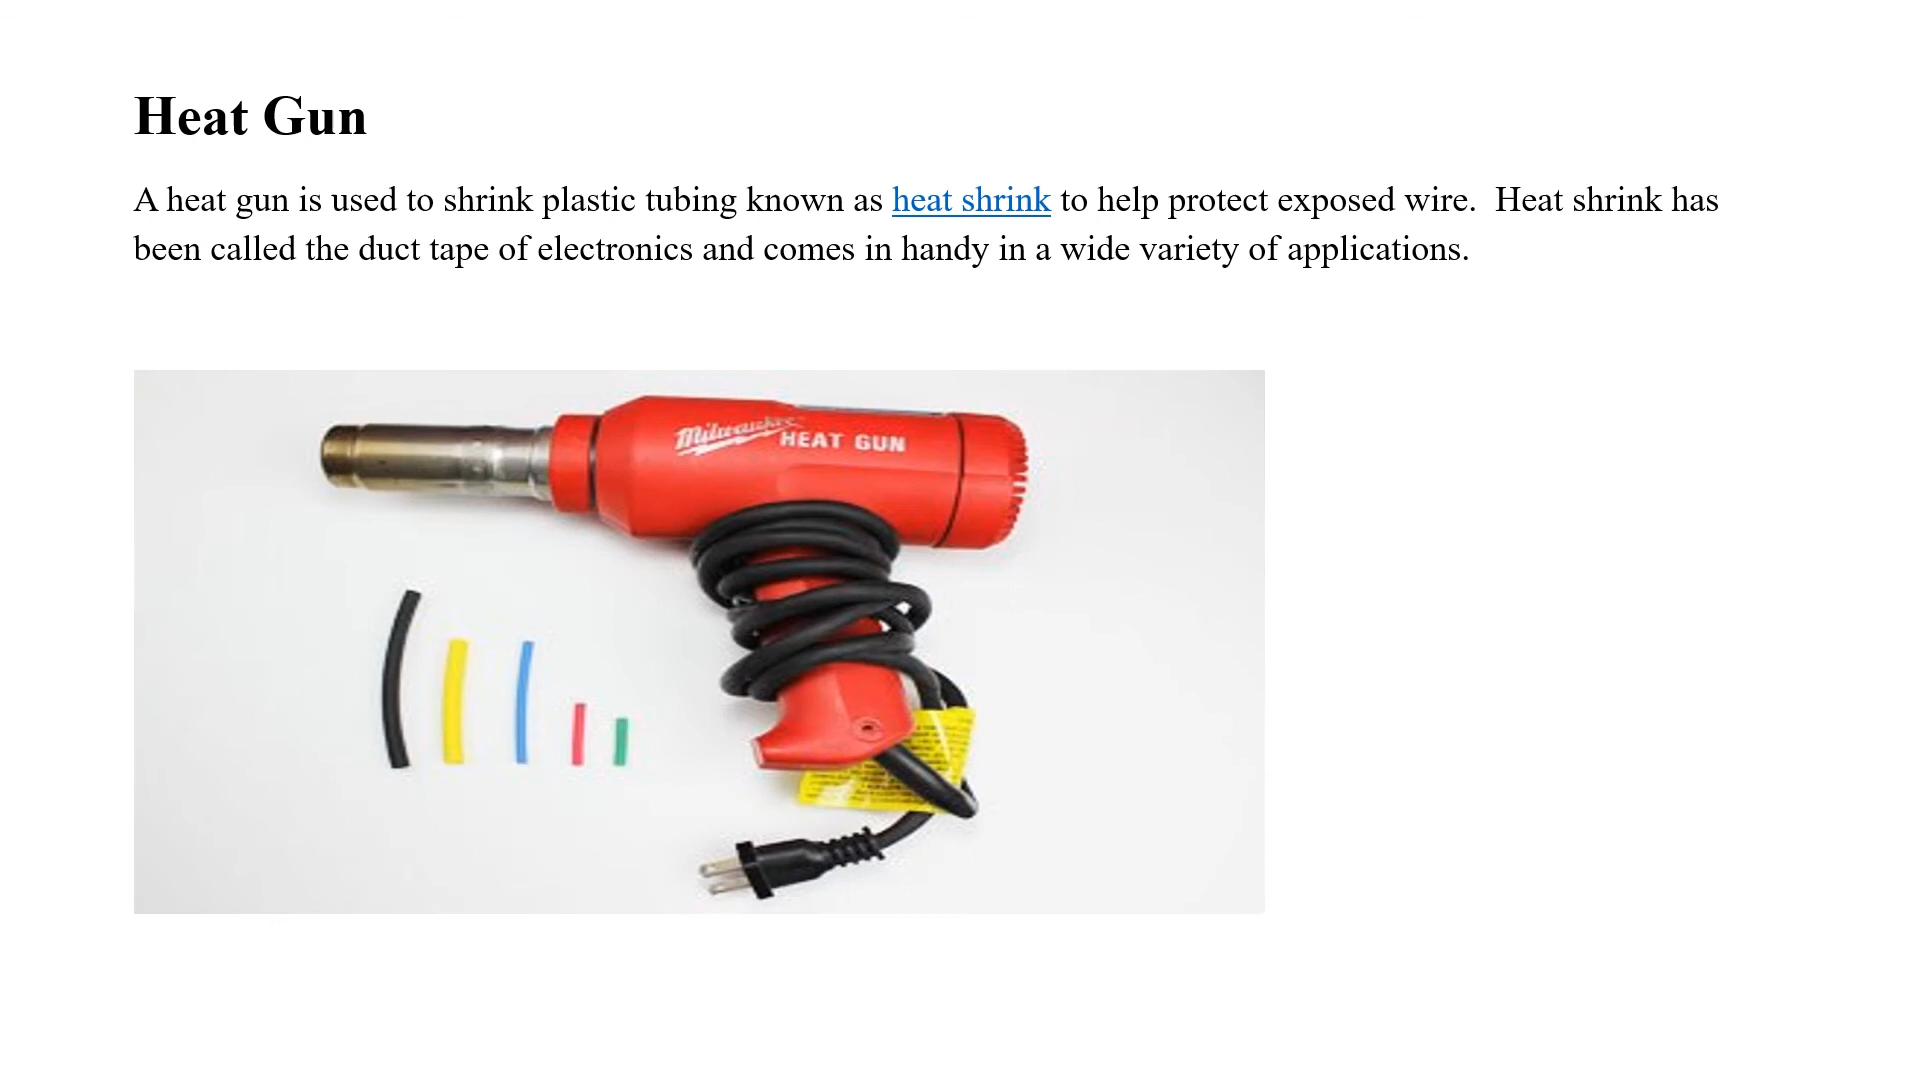 Heat Gun
A heat gun is used to shrink plastic tubing known as heat shrink to help protect exposed wire.  Heat shrink has
been called the duct tape of electronics and comes in handy in a wide variety of applications.
Milwaukee
HEAT GUN